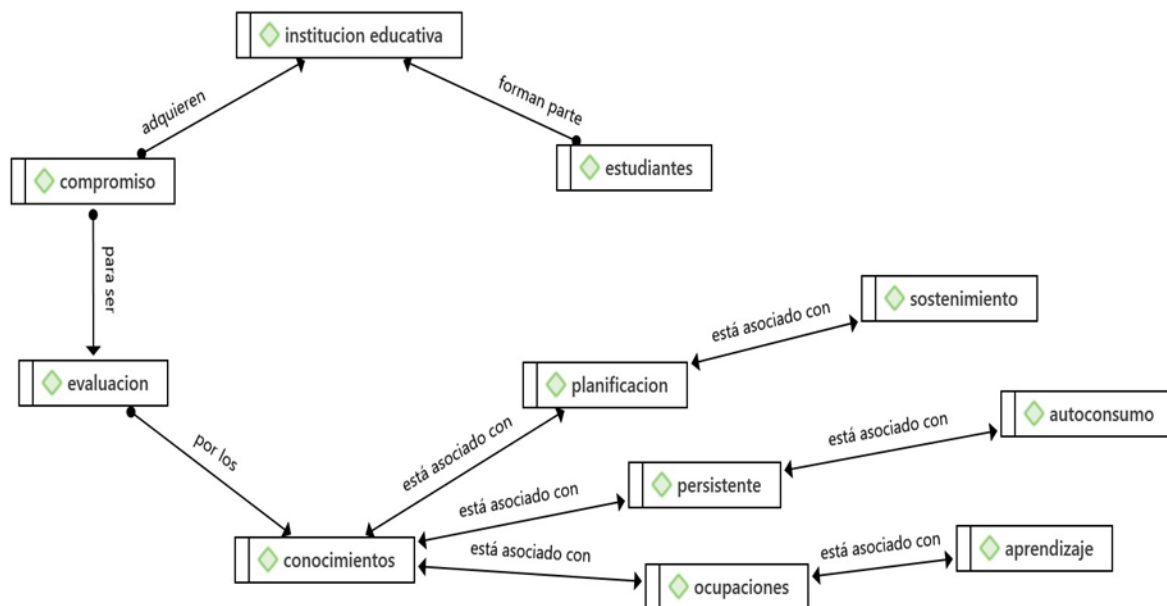 institucion educativa
adquieren
forman parte
compromiso
estudiantes
para ser
sostenimiento
está asociado con
evaluacion
planificacion
autoconsumo
está asociado con
por los
está asociado con
persistente
está asociado con
conocimientos
está asociado con
ocupaciones
está asociado con
aprendizaje